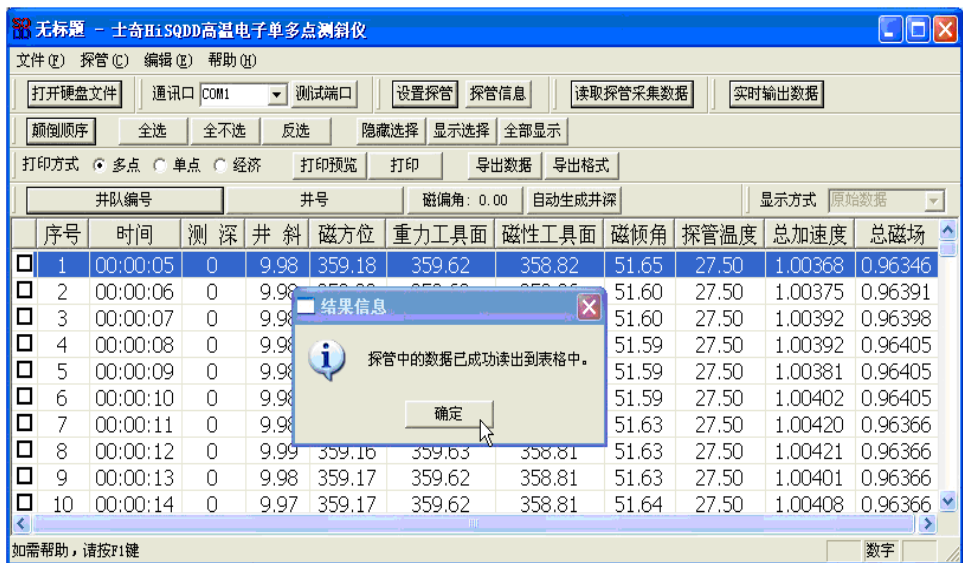 无标题 - 士奇HiSQDD高温电子单多点测斜仪
文件(F) 探管(C) 编辑(E) 帮助(H)
打开硬盘文件 通讯口 COM1 测试端口 设置探管 探管信息 读取探管采集数据 实时输出数据
颠倒顺序 全选 全不选 反选 隐藏选择 显示选择 全部显示
打印方式 多点 单点 经济 打印预览 打印 导出数据 导出格式
井队编号 井号 磁偏角: 0.00 自动生成井深 显示方式 原始数据
序号 时间 测 深 井 斜 磁方位 重力工具面 磁性工具面 磁倾角 探管温度 总加速度 总磁场
1 00:00:05 0 9.98 359.18 359.62 358.82 51.65 27.50 1.00368 0.96346
2 00:00:06 0 51.60 27.50 1.00375 0.96391
3 00:00:07 0 9.98 51.60 27.50 1.00392 0.96398
4 00:00:08 0 9.98 51.59 27.50 1.00392 0.96405
5 00:00:09 0 9.98 51.59 27.50 1.00381 0.96405
6 00:00:10 0 9.98 51.59 27.50 1.00402 0.96405
7 00:00:11 0 9.98 51.63 27.50 1.00420 0.96366
8 00:00:12 0 9.99 359.16 359.63 358.81 51.63 27.50 1.00421 0.96366
9 00:00:13 0 9.98 359.17 359.62 358.81 51.63 27.50 1.00401 0.96366
10 00:00:14 0 9.97 359.17 359.62 358.81 51.64 27.50 1.00408 0.96366
结果信息
探管中的数据已成功读出到表格中。
确定
如需帮助，请按F1键 数字